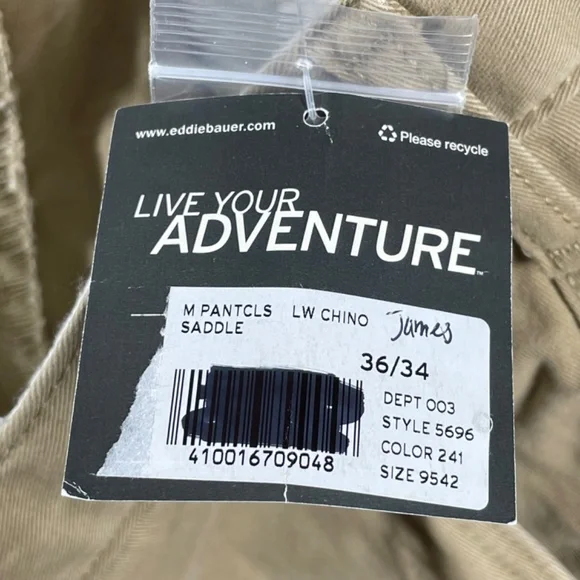 www.eddiebauer.com
Please recycle
LIVE YOUR
ADVENTURE™
M PANTCLS LW CHINO James
SADDLE
36/34
DEPT 003
STYLE 5696
COLOR 241
SIZE 9542
410016709048